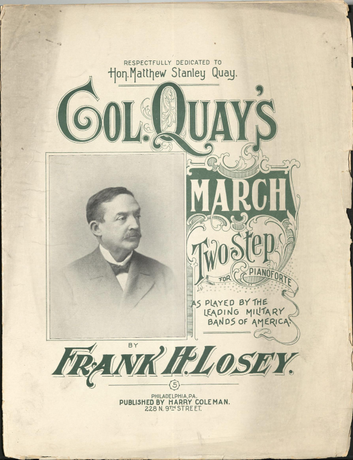 RESPECTFULLY DEDICATED TO
Hon. Matthew Stanley Quay.
COL. QUAY'S
MARCH
Two Step
FOR PIANOFORTE
AS PLAYED BY THE
LEADING MILITARY
BANDS OF AMERICA.
BY
FRANK H. LOSEY.
5
PHILADELPHIA, PA.
PUBLISHED BY HARRY COLEMAN.
228 N. 9TH STREET.